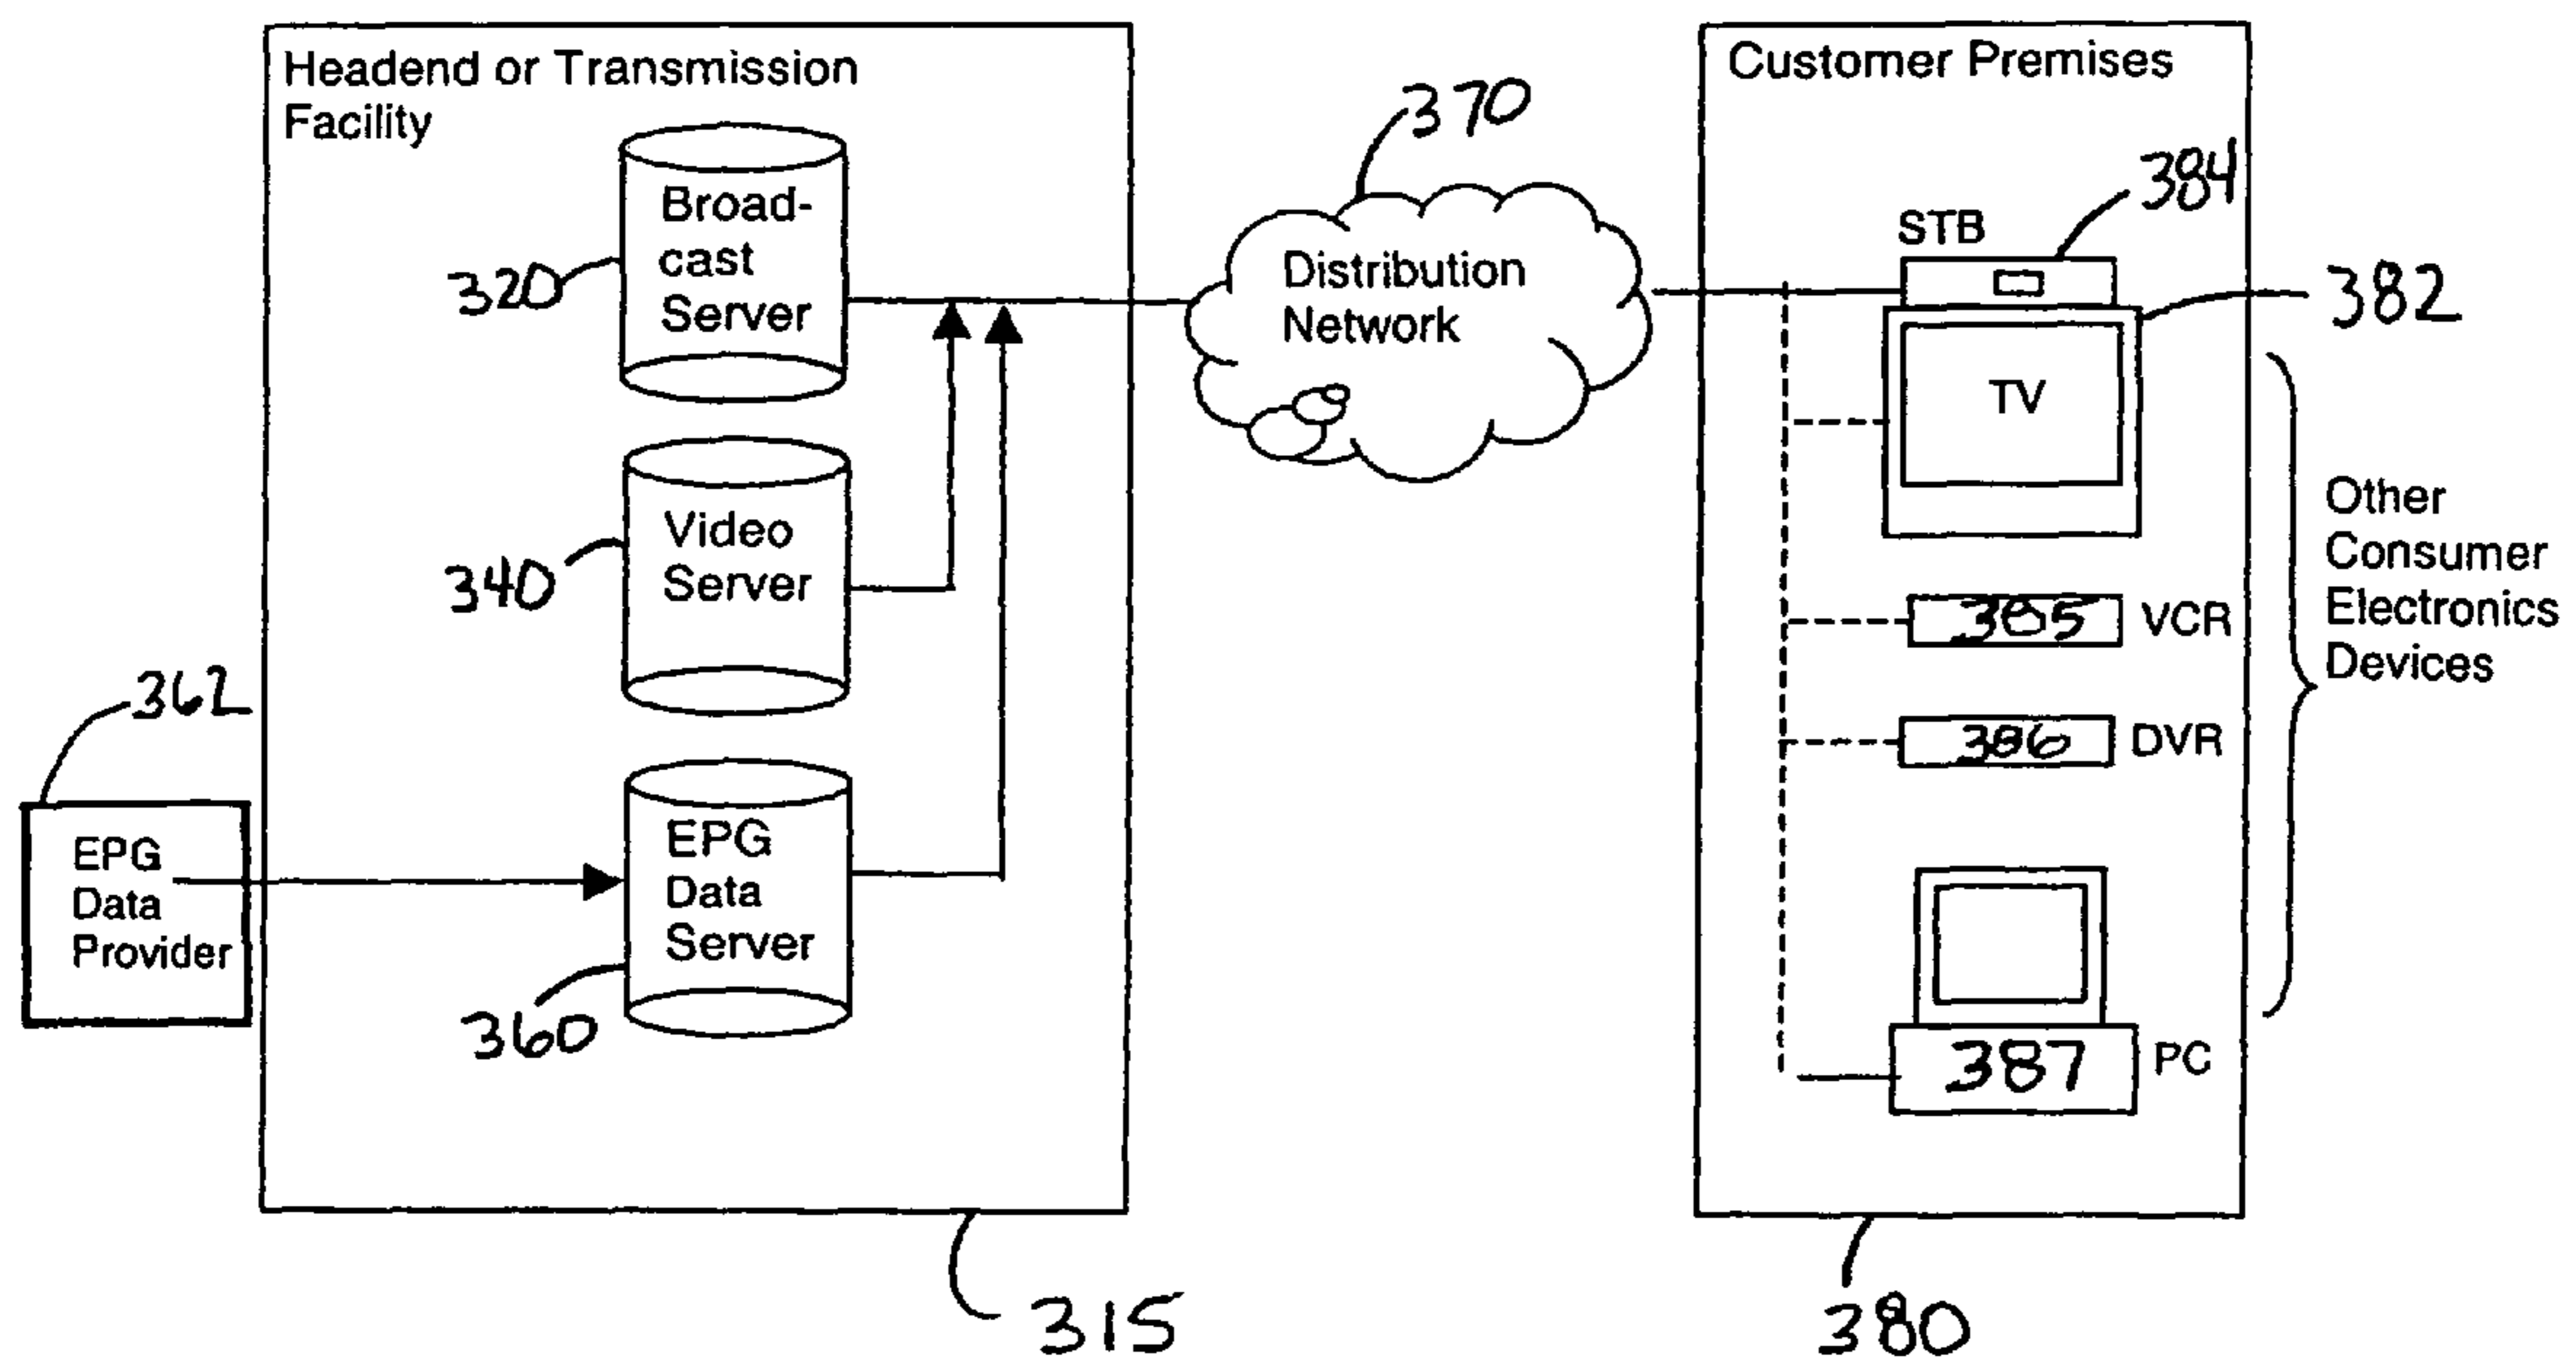 Headend or Transmission
Facility
Broad-
cast
Server
320
Video
Server
340
362
EPG
Data
Provider
EPG
Data
Server
360
315
370
Distribution
Network
Customer Premises
384
STB
382
TV
385 VCR
386 DVR
387 PC
Other
Consumer
Electronics
Devices
380